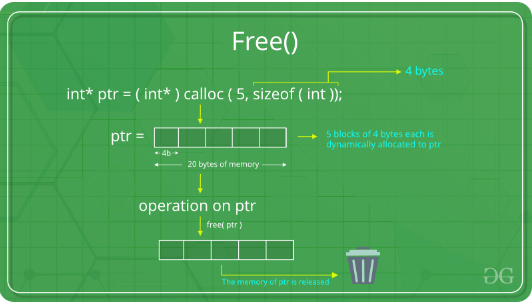 Free()
4 bytes
int* ptr = ( int* ) calloc ( 5, sizeof ( int ));
ptr =
5 blocks of 4 bytes each is
dynamically allocated to ptr
4b
20 bytes of memory
operation on ptr
free( ptr )
The memory of ptr is released